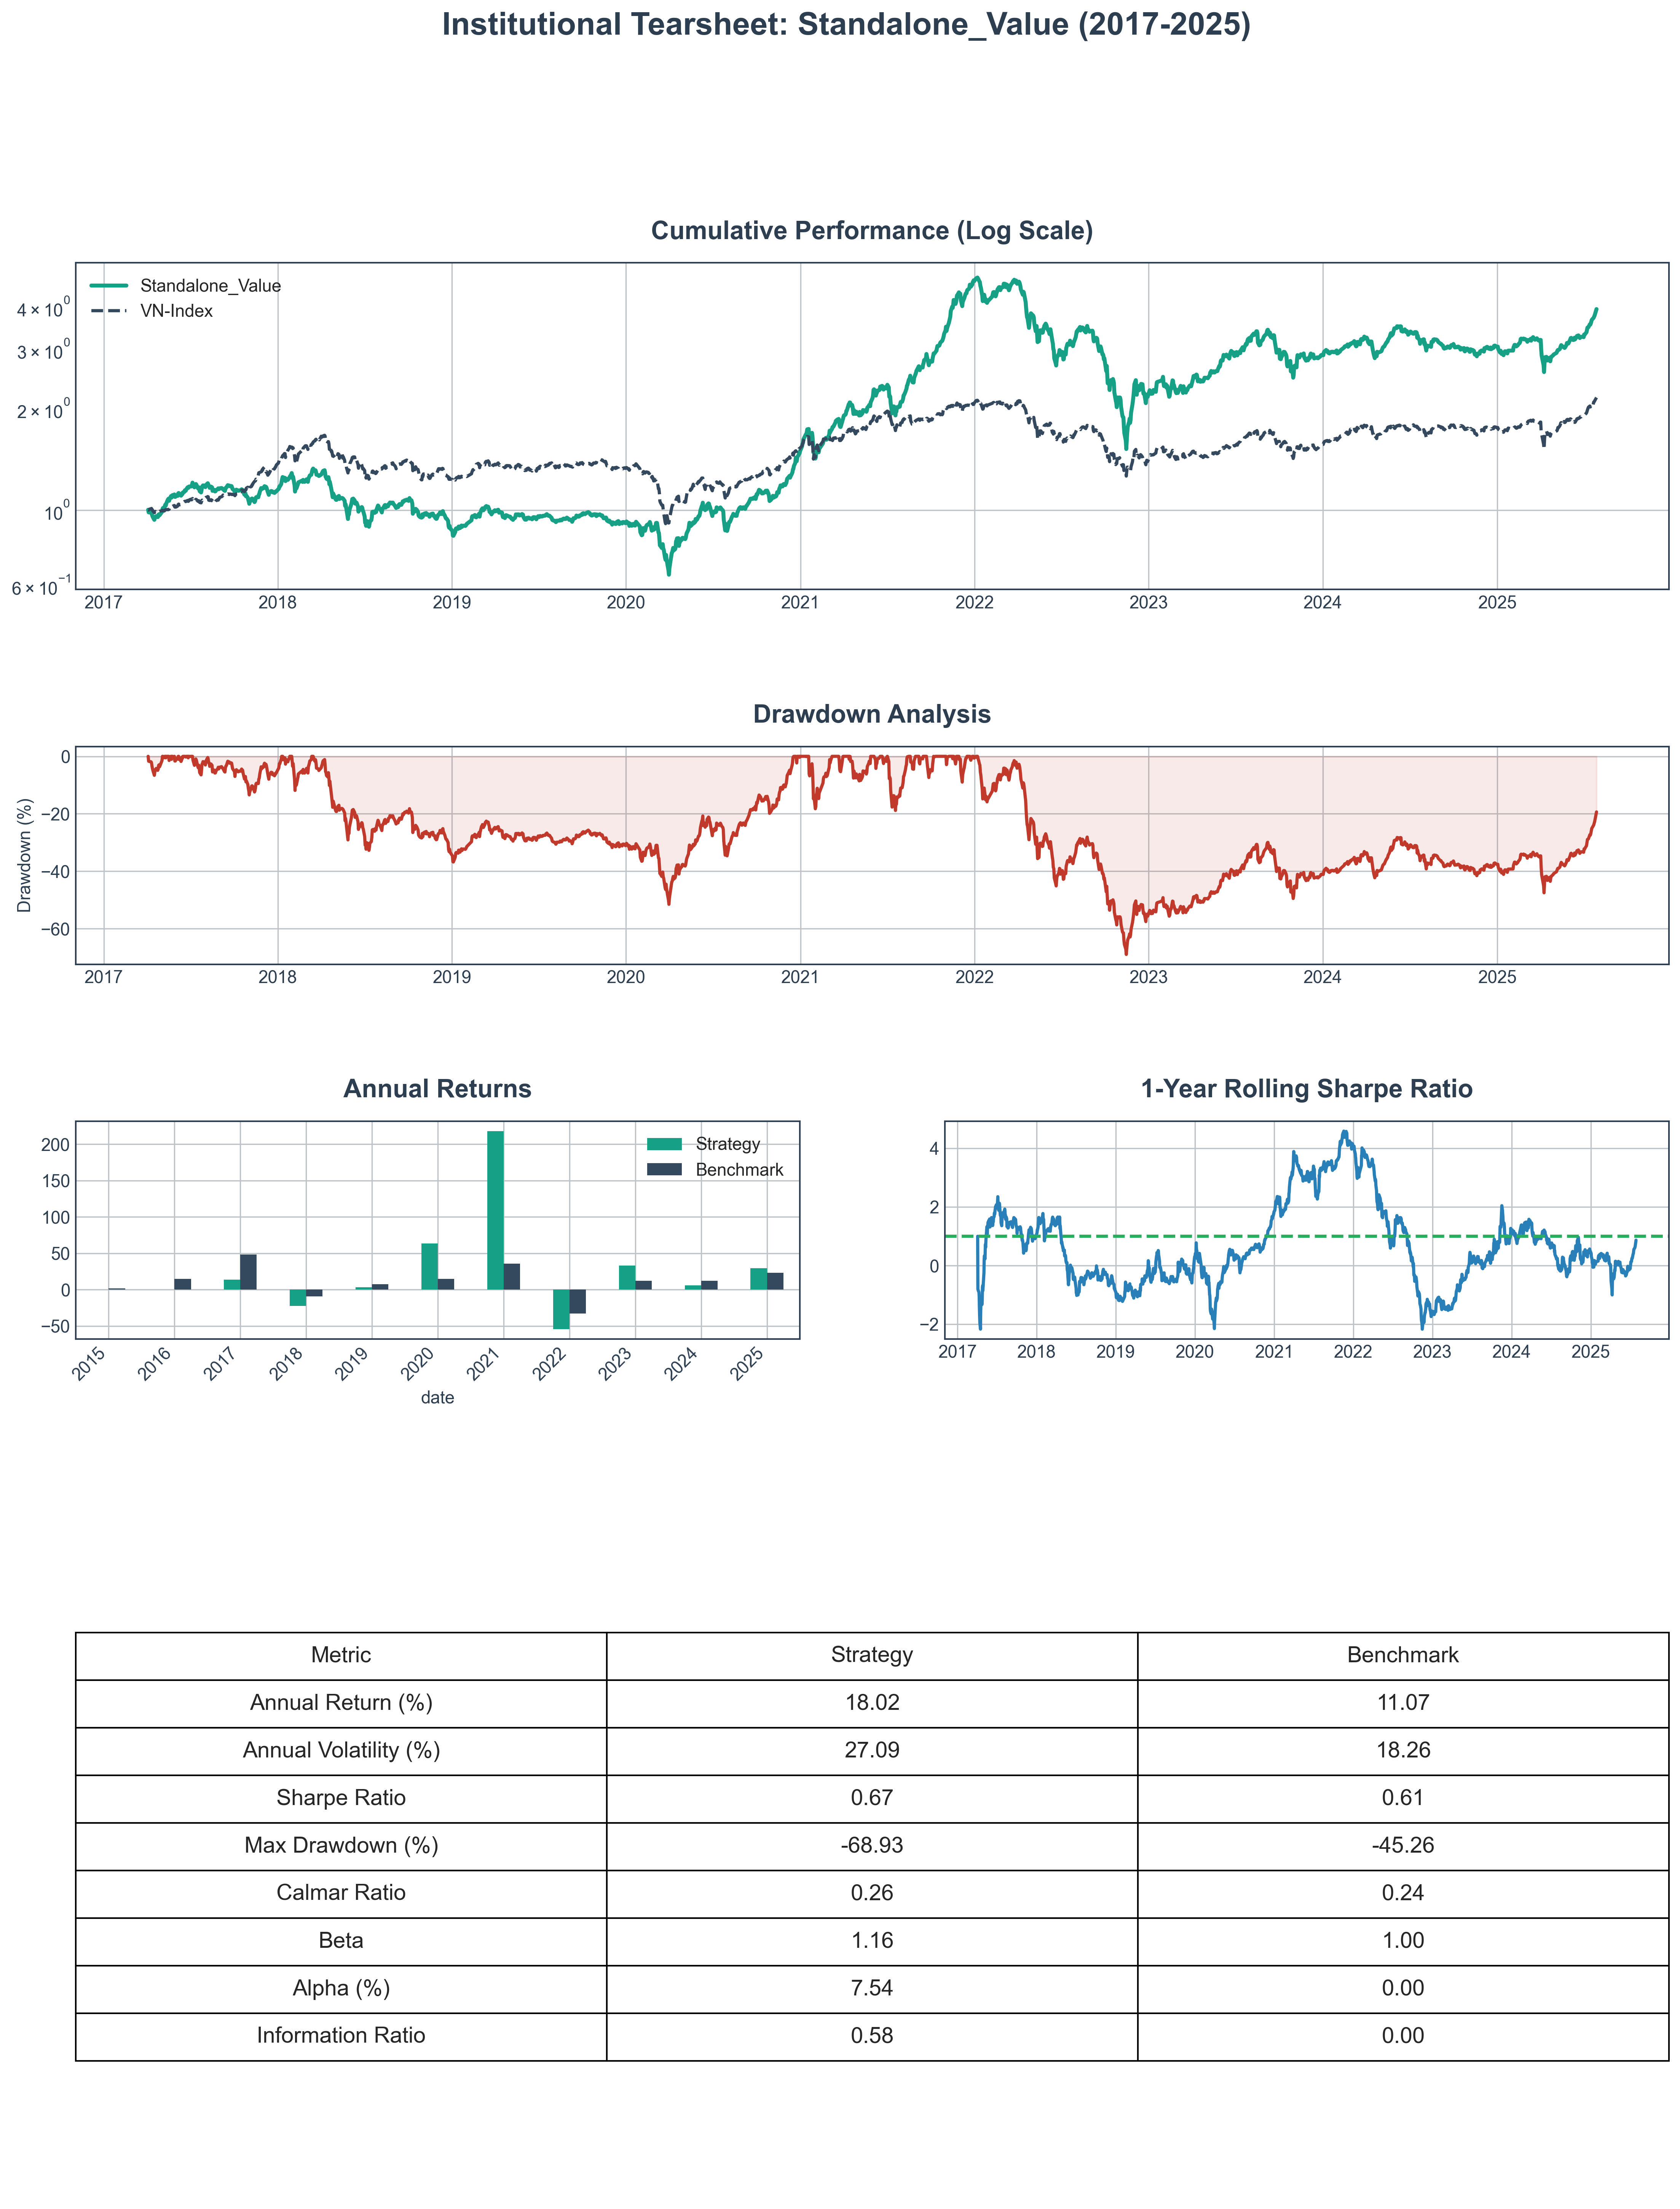 Institutional Tearsheet: Standalone_Value (2017-2025)
Cumulative Performance (Log Scale)
Standalone_Value
VN-Index
4 × 10⁰
3 × 10⁰
2 × 10⁰
10⁰
6 × 10⁻¹
2017 2018 2019 2020 2021 2022 2023 2024 2025
Drawdown Analysis
Drawdown (%)
0
−20
−40
−60
2017 2018 2019 2020 2021 2022 2023 2024 2025
Annual Returns
Strategy
Benchmark
200
150
100
50
0
−50
2015 2016 2017 2018 2019 2020 2021 2022 2023 2024 2025
date
1-Year Rolling Sharpe Ratio
4
2
0
−2
2017 2018 2019 2020 2021 2022 2023 2024 2025
Metric Strategy Benchmark
Annual Return (%) 18.02 11.07
Annual Volatility (%) 27.09 18.26
Sharpe Ratio 0.67 0.61
Max Drawdown (%) -68.93 -45.26
Calmar Ratio 0.26 0.24
Beta 1.16 1.00
Alpha (%) 7.54 0.00
Information Ratio 0.58 0.00